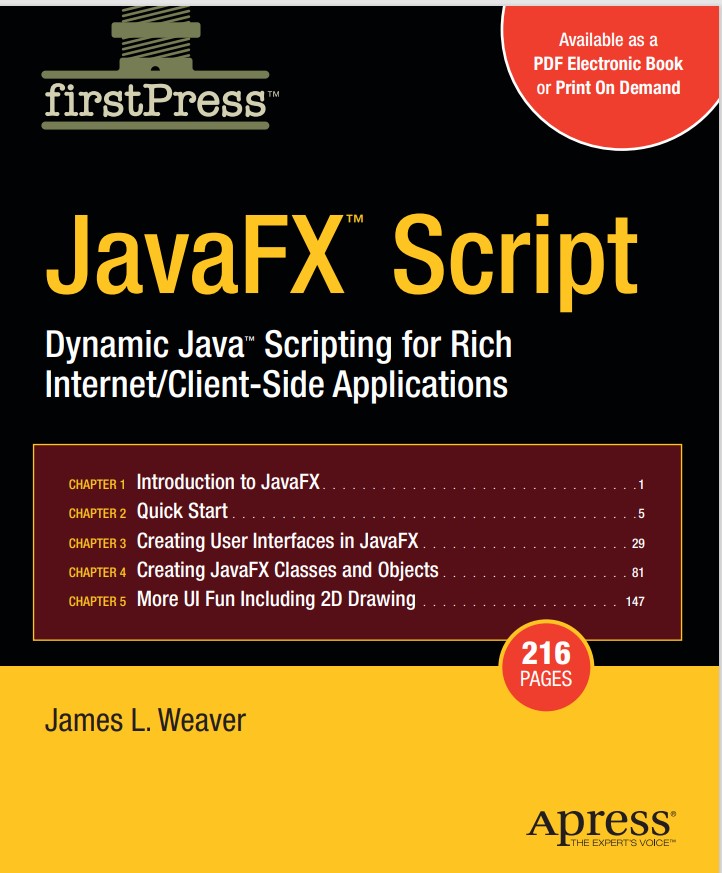 firstPress™
Available as a
PDF Electronic Book
or Print On Demand
JavaFX™ Script
Dynamic Java™ Scripting for Rich
Internet/Client-Side Applications
CHAPTER 1 Introduction to JavaFX . . . . . . . . . . . . . . . . . . . . . . . . . . . . . . 1
CHAPTER 2 Quick Start . . . . . . . . . . . . . . . . . . . . . . . . . . . . . . . . . . . . . . 5
CHAPTER 3 Creating User Interfaces in JavaFX . . . . . . . . . . . . . . . . . . . . 29
CHAPTER 4 Creating JavaFX Classes and Objects . . . . . . . . . . . . . . . . . . 81
CHAPTER 5 More UI Fun Including 2D Drawing . . . . . . . . . . . . . . . . . . . . 147
216
PAGES
James L. Weaver
Apress®
THE EXPERT'S VOICE™